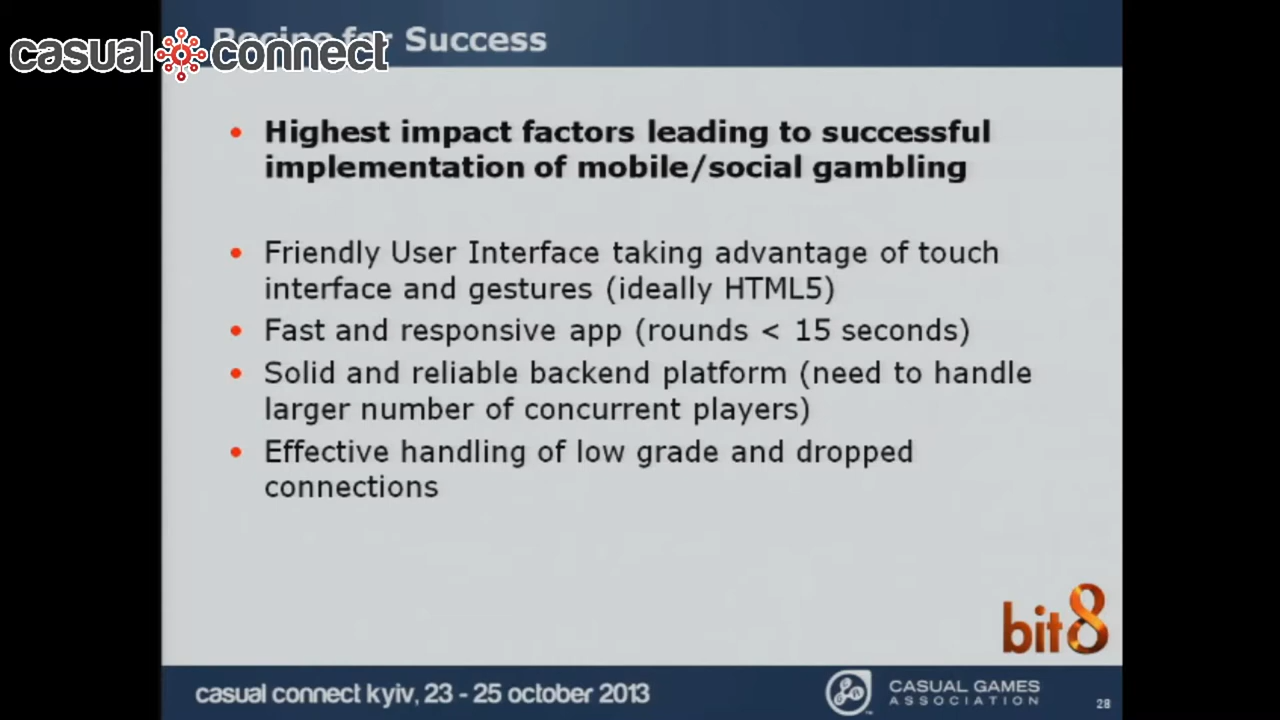 Recipe for Success
casual connect
Highest impact factors leading to successful
implementation of mobile/social gambling
Friendly User Interface taking advantage of touch
interface and gestures (ideally HTML5)
Fast and responsive app (rounds < 15 seconds)
Solid and reliable backend platform (need to handle
larger number of concurrent players)
Effective handling of low grade and dropped
connections
bit8
casual connect kyiv, 23 - 25 october 2013
CASUAL GAMES
ASSOCIATION
28